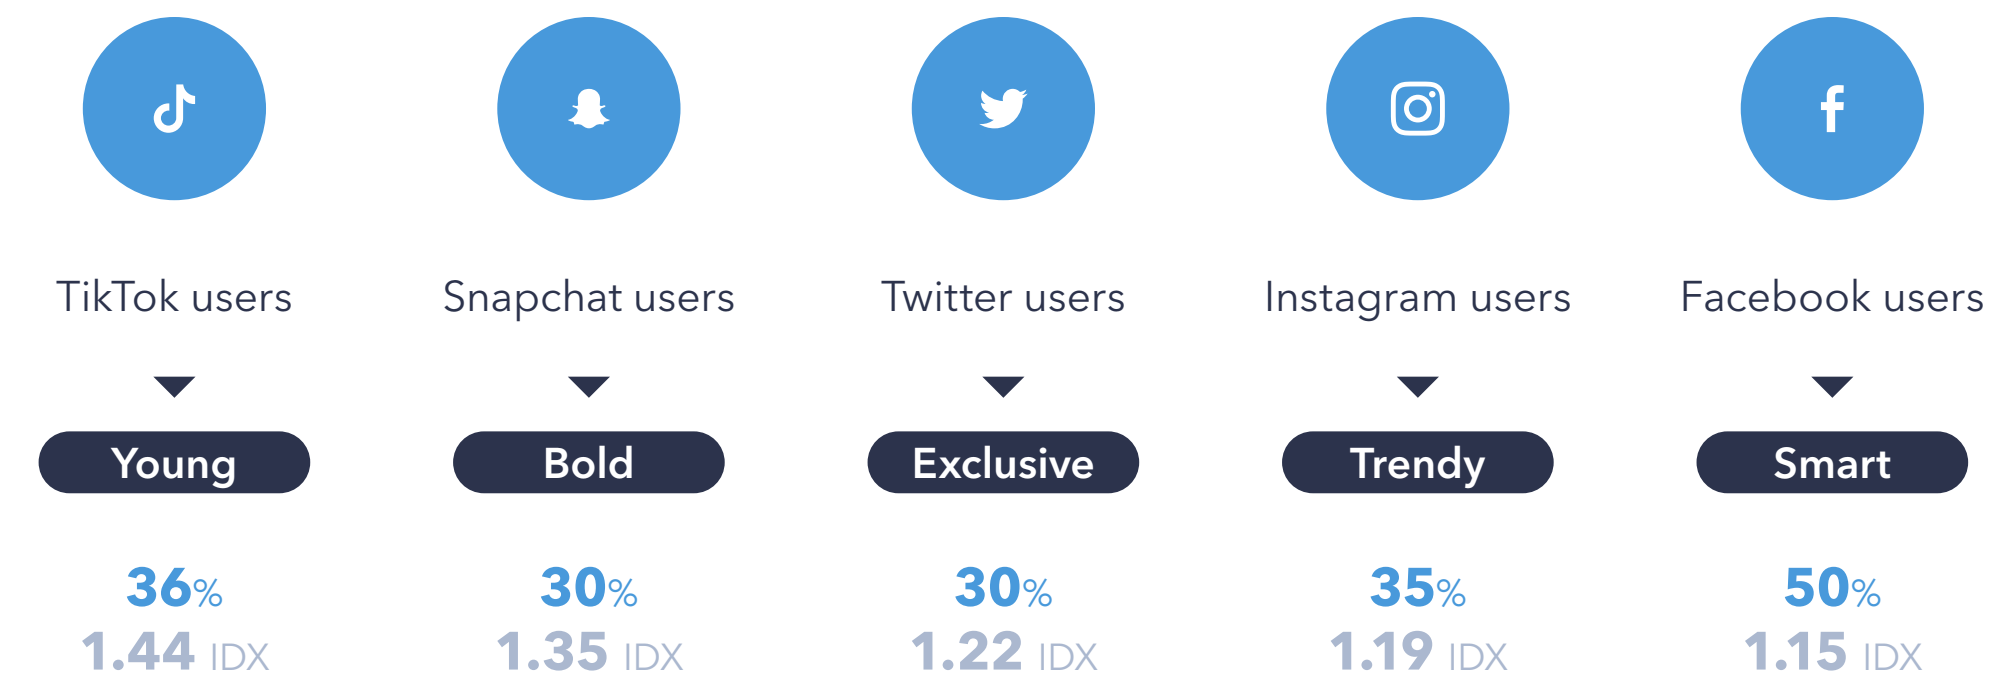 TikTok users
Snapchat users
Twitter users
Instagram users
Facebook users
Young
Bold
Exclusive
Trendy
Smart
36%
30%
30%
35%
50%
1.44 IDX
1.35 IDX
1.22 IDX
1.19 IDX
1.15 IDX